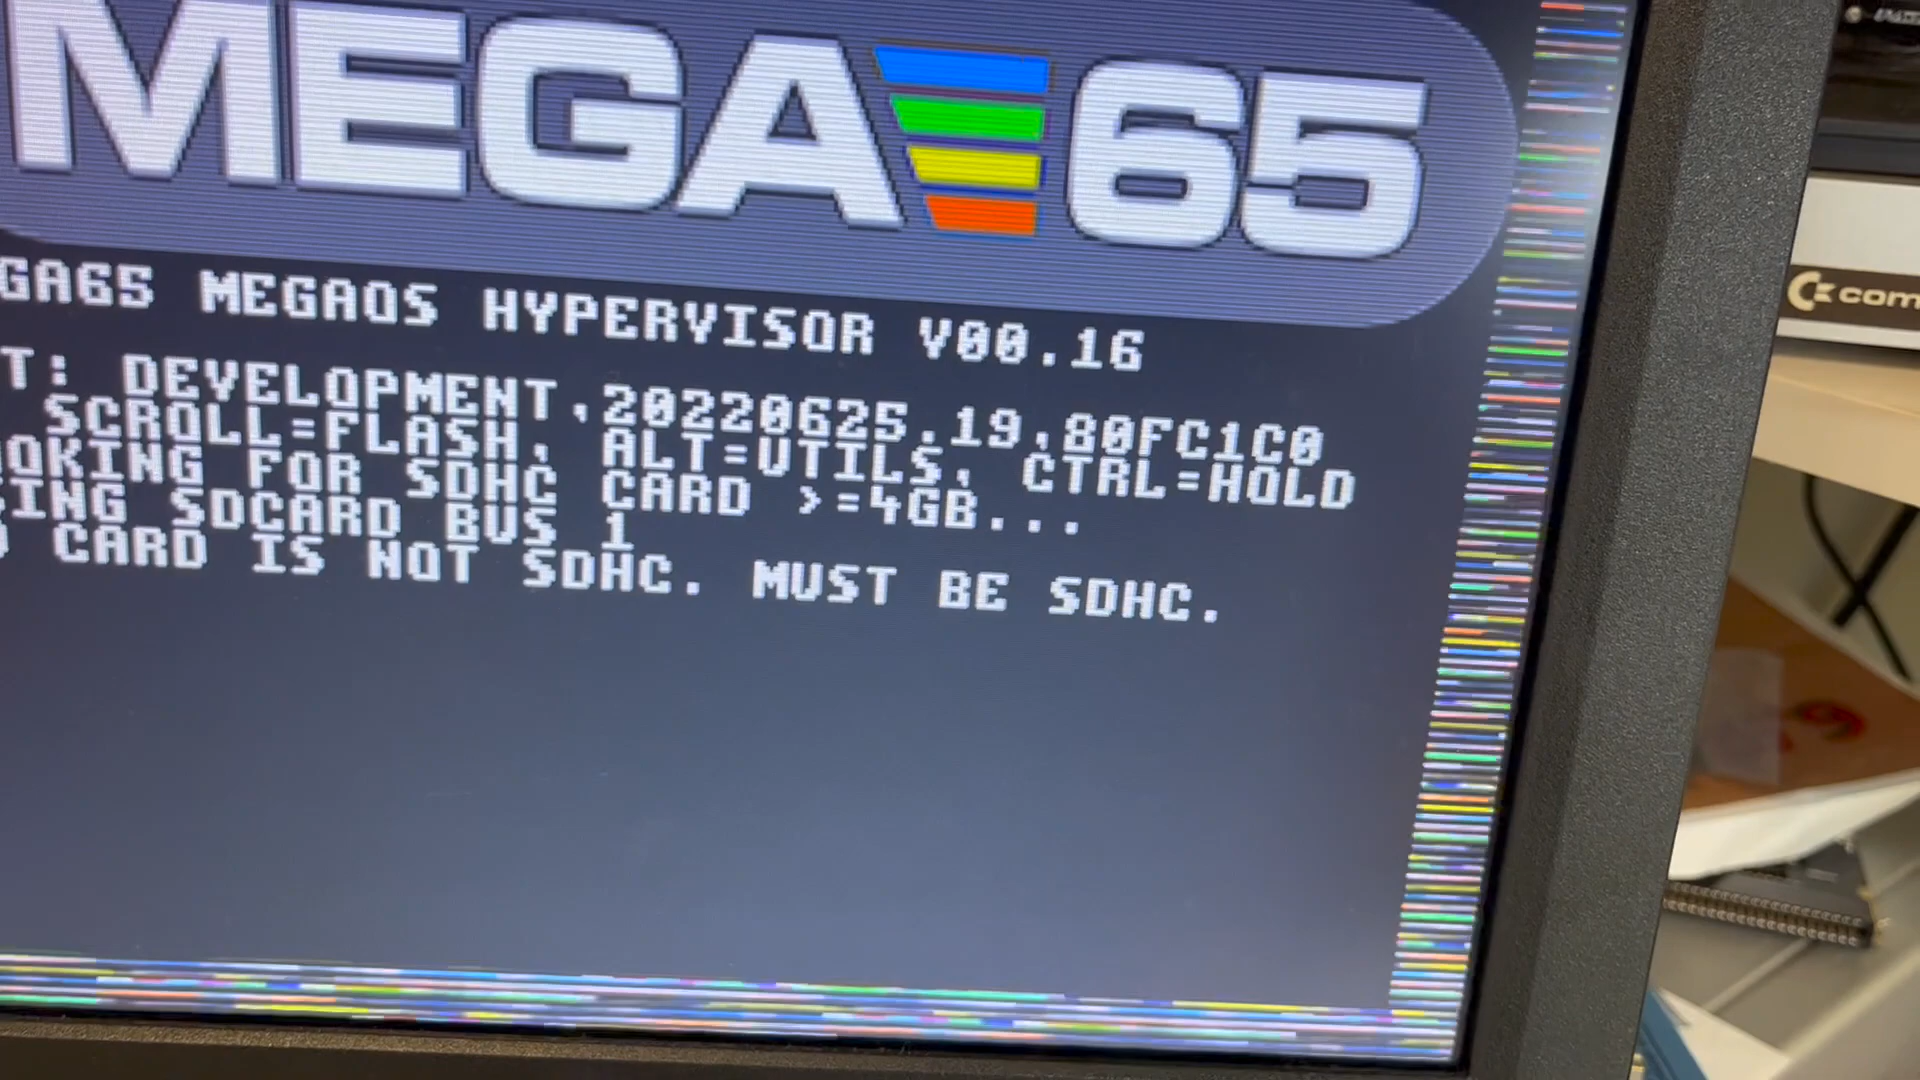 MEGA65
GA65 MEGAOS HYPERVISOR V00.16
T: DEVELOPMENT,20220625.19,80FC1C0
SCROLL=FLASH, ALT=UTILS, CTRL=HOLD
OKING FOR SDHC CARD >=4GB...
ING SDCARD BUS 1
CARD IS NOT SDHC. MUST BE SDHC.
com